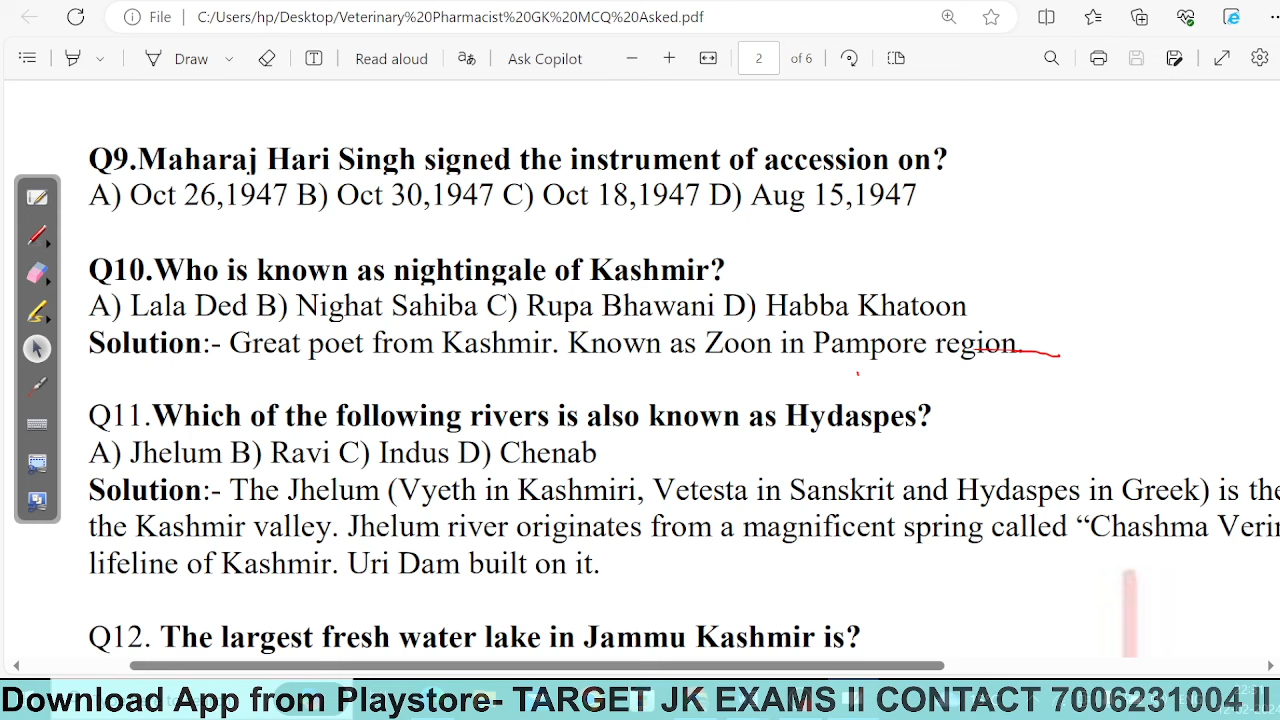 File C:/Users/hp/Desktop/Veterinary%20Pharmacist%20GK%20MCQ%20Asked.pdf
Draw Read aloud Ask Copilot 2 of 6
Q9.Maharaj Hari Singh signed the instrument of accession on?
A) Oct 26,1947 B) Oct 30,1947 C) Oct 18,1947 D) Aug 15,1947
Q10.Who is known as nightingale of Kashmir?
A) Lala Ded B) Nighat Sahiba C) Rupa Bhawani D) Habba Khatoon
Solution:- Great poet from Kashmir. Known as Zoon in Pampore region.
Q11.Which of the following rivers is also known as Hydaspes?
A) Jhelum B) Ravi C) Indus D) Chenab
Solution:- The Jhelum (Vyeth in Kashmiri, Vetesta in Sanskrit and Hydaspes in Greek) is the
the Kashmir valley. Jhelum river originates from a magnificent spring called “Chashma Veri
lifeline of Kashmir. Uri Dam built on it.
Q12. The largest fresh water lake in Jammu Kashmir is?
Download App from Playstore- TARGET JK EXAMS II CONTACT 7006231004 II